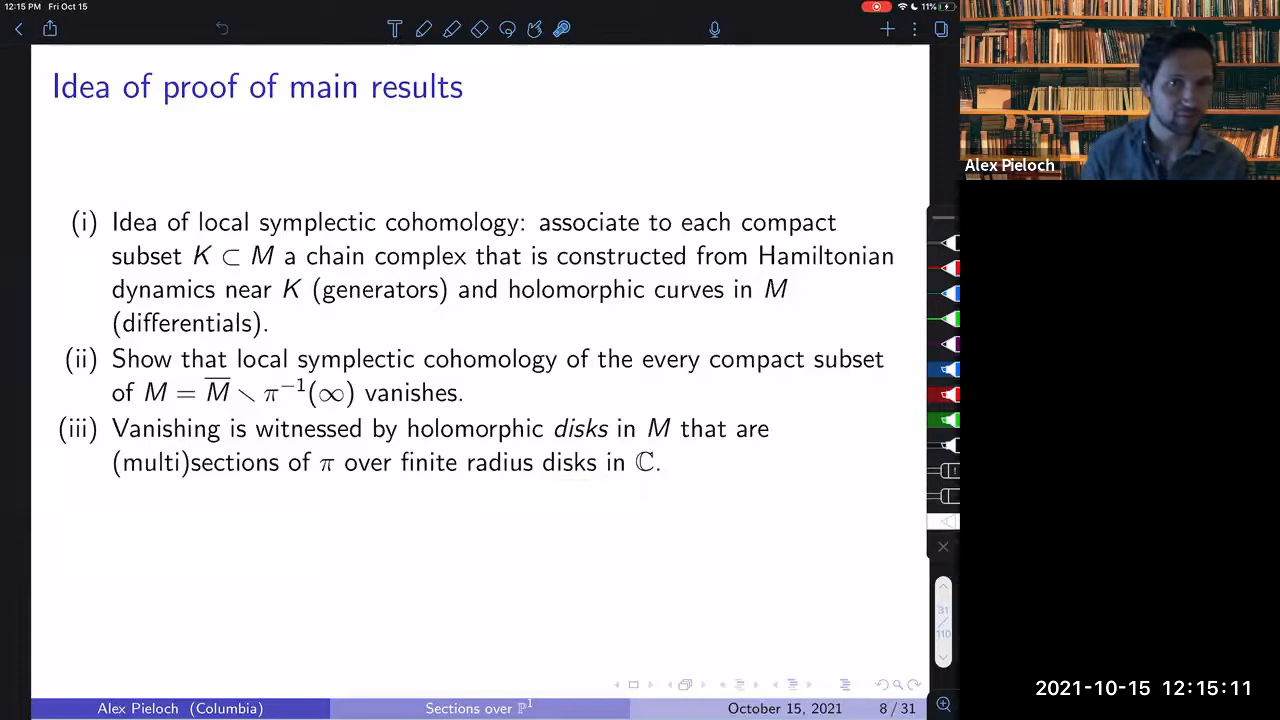 12:15 PM Fri Oct 15
11%
Idea of proof of main results
Alex Pieloch
(i) Idea of local symplectic cohomology: associate to each compact
subset K ⊂ M a chain complex that is constructed from Hamiltonian
dynamics near K (generators) and holomorphic curves in M
(differentials).
(ii) Show that local symplectic cohomology of the every compact subset
of M = M̅ ∖ π⁻¹(∞) vanishes.
(iii) Vanishing is witnessed by holomorphic disks in M that are
(multi)sections of π over finite radius disks in ℂ.
31
/
110
2021-10-15 12:15:11
Alex Pieloch (Columbia) Sections over ℙ¹ October 15, 2021 8 / 31